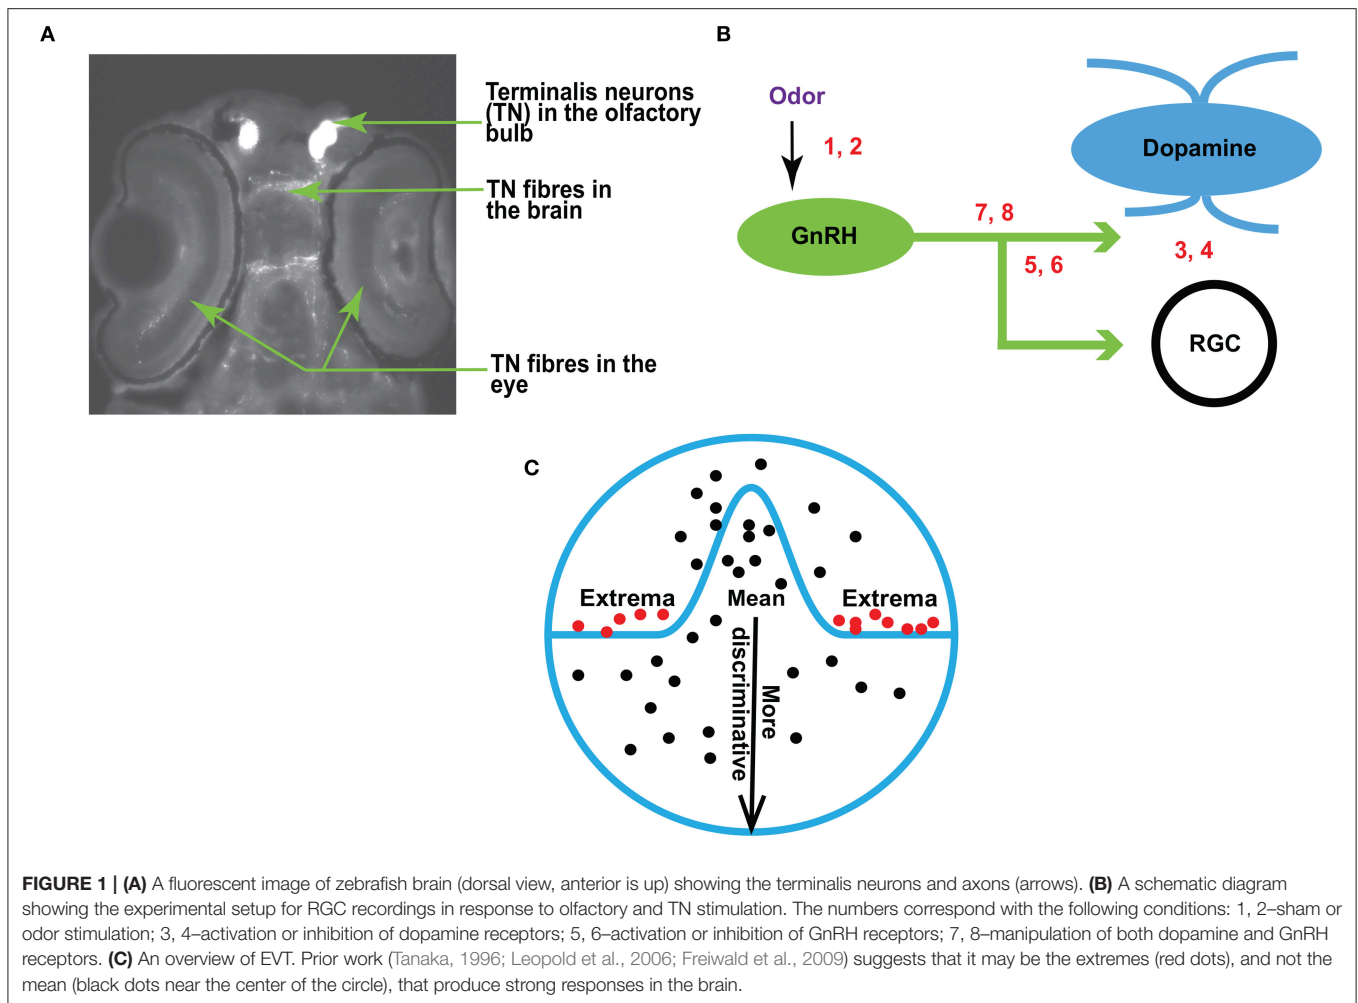 A
Terminalis neurons
(TN) in the olfactory
bulb
TN fibres in
the brain
TN fibres in the
eye
B
Odor
1, 2
GnRH
7, 8
5, 6
Dopamine
3, 4
RGC
C
Extrema
Mean
Extrema
More
discriminative
FIGURE 1 | (A) A fluorescent image of zebrafish brain (dorsal view, anterior is up) showing the terminalis neurons and axons (arrows). (B) A schematic diagram
showing the experimental setup for RGC recordings in response to olfactory and TN stimulation. The numbers correspond with the following conditions: 1, 2–sham or
odor stimulation; 3, 4–activation or inhibition of dopamine receptors; 5, 6–activation or inhibition of GnRH receptors; 7, 8–manipulation of both dopamine and GnRH
receptors. (C) An overview of EVT. Prior work (Tanaka, 1996; Leopold et al., 2006; Freiwald et al., 2009) suggests that it may be the extremes (red dots), and not the
mean (black dots near the center of the circle), that produce strong responses in the brain.